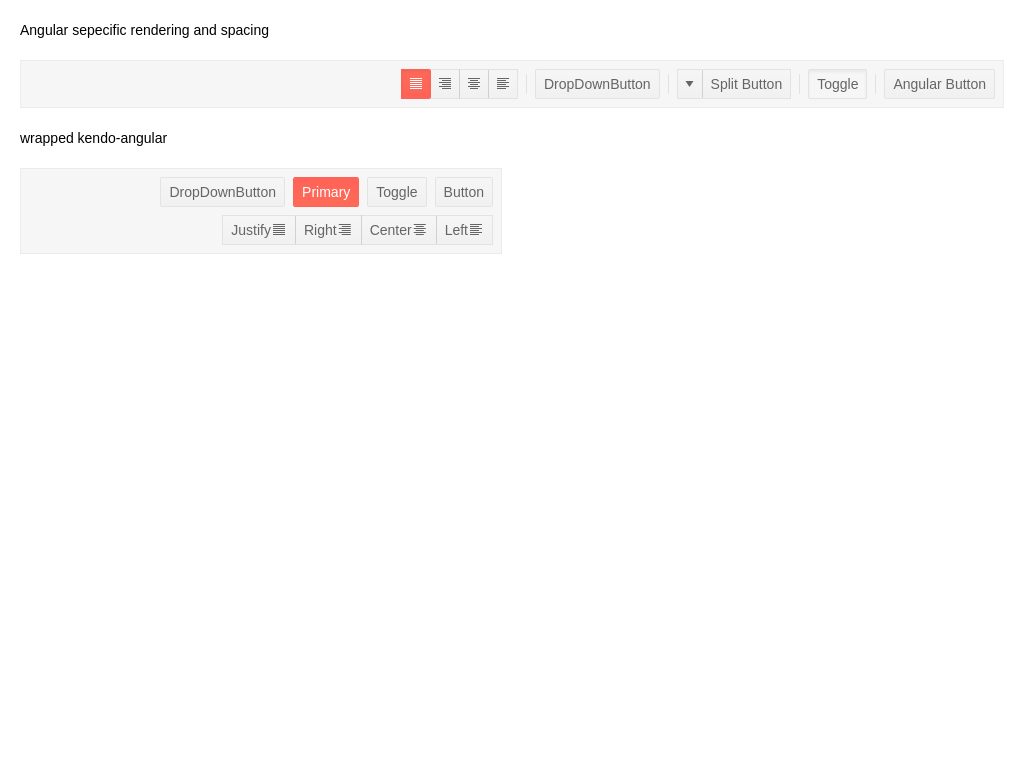 Angular sepecific rendering and spacing
DropDownButton Split Button Toggle Angular Button
wrapped kendo-angular
DropDownButton Primary Toggle Button
Justify Right Center Left